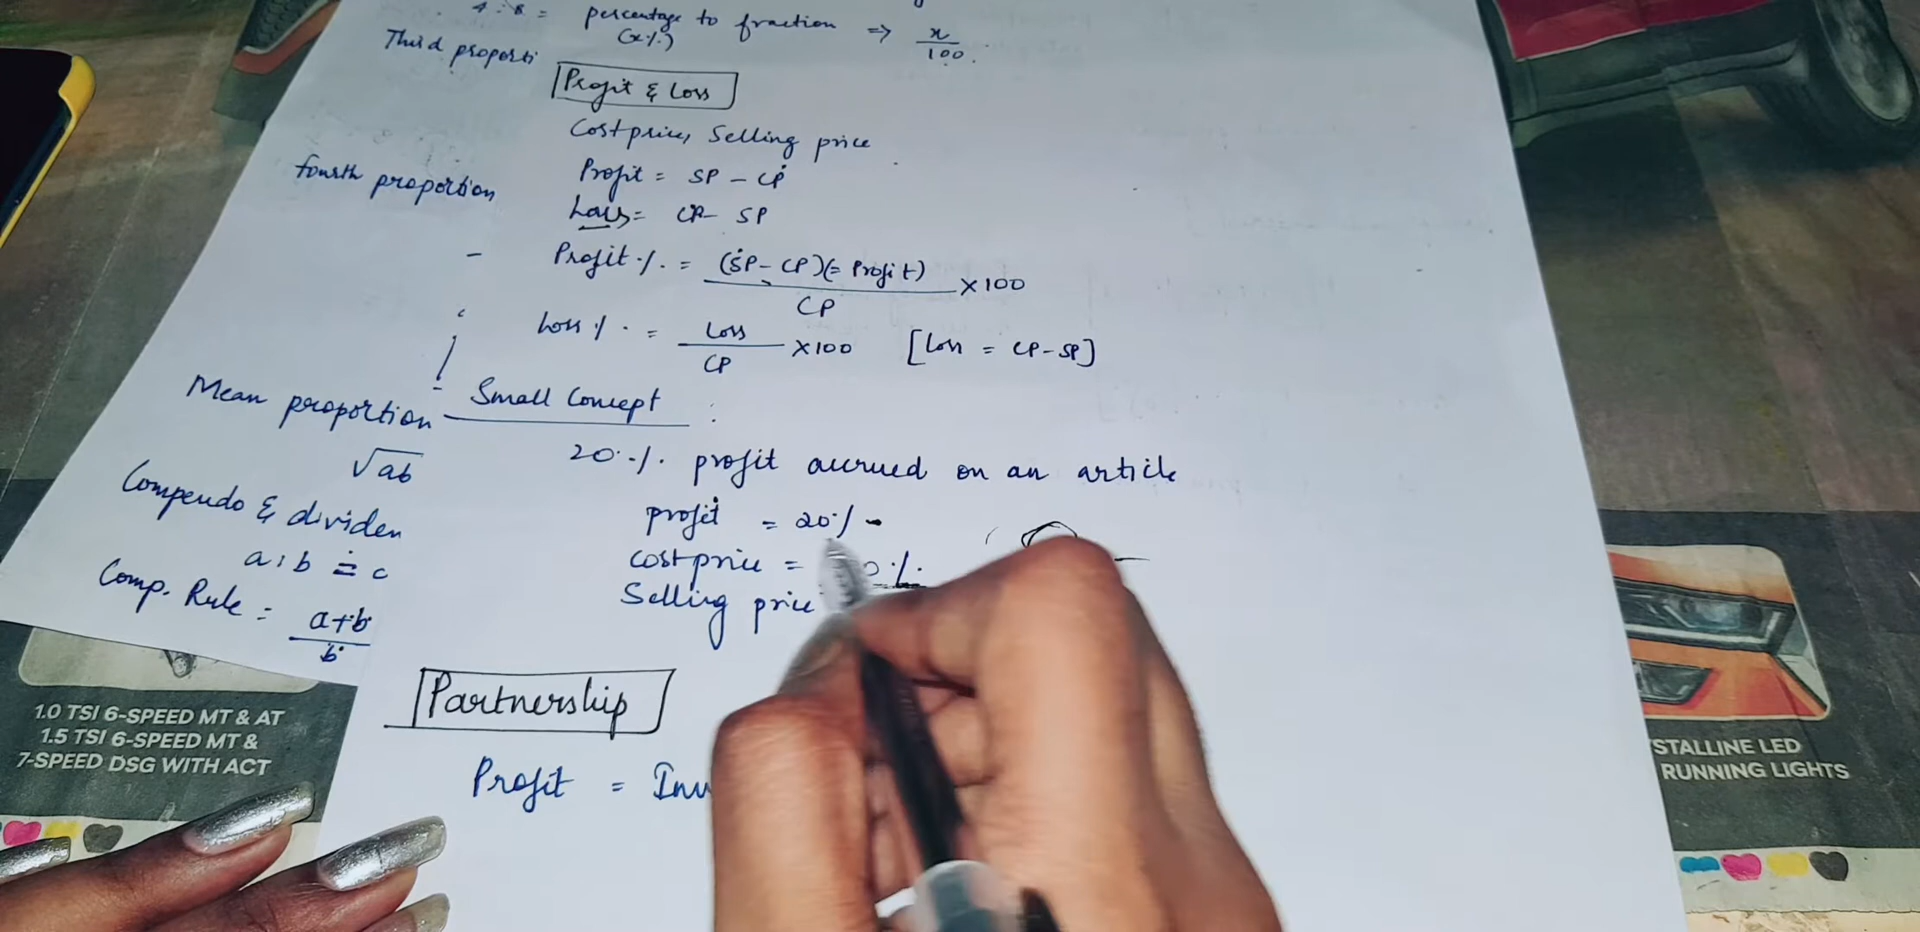 percentage to fraction ⇒ x/100.
(x%)
Third proporti
Profit & Loss
Cost price, Selling price
Profit = SP - CP
fourth proportion
Loss = CP - SP
Profit % = (SP - CP)(= Profit)/CP × 100
Loss % = Loss/CP × 100 [Loss = CP - SP]
Mean proportion
√ab
Small Concept
20 % profit accrued on an article
Compendo & dividen
a : b = c
Comp. Rule = a+b/b
profit = 20%
cost price = 0%
Selling price
Partnership
Profit = Inv
1.0 TSI 6-SPEED MT & AT
1.5 TSI 6-SPEED MT &
7-SPEED DSG WITH ACT
STALLINE LED
RUNNING LIGHTS